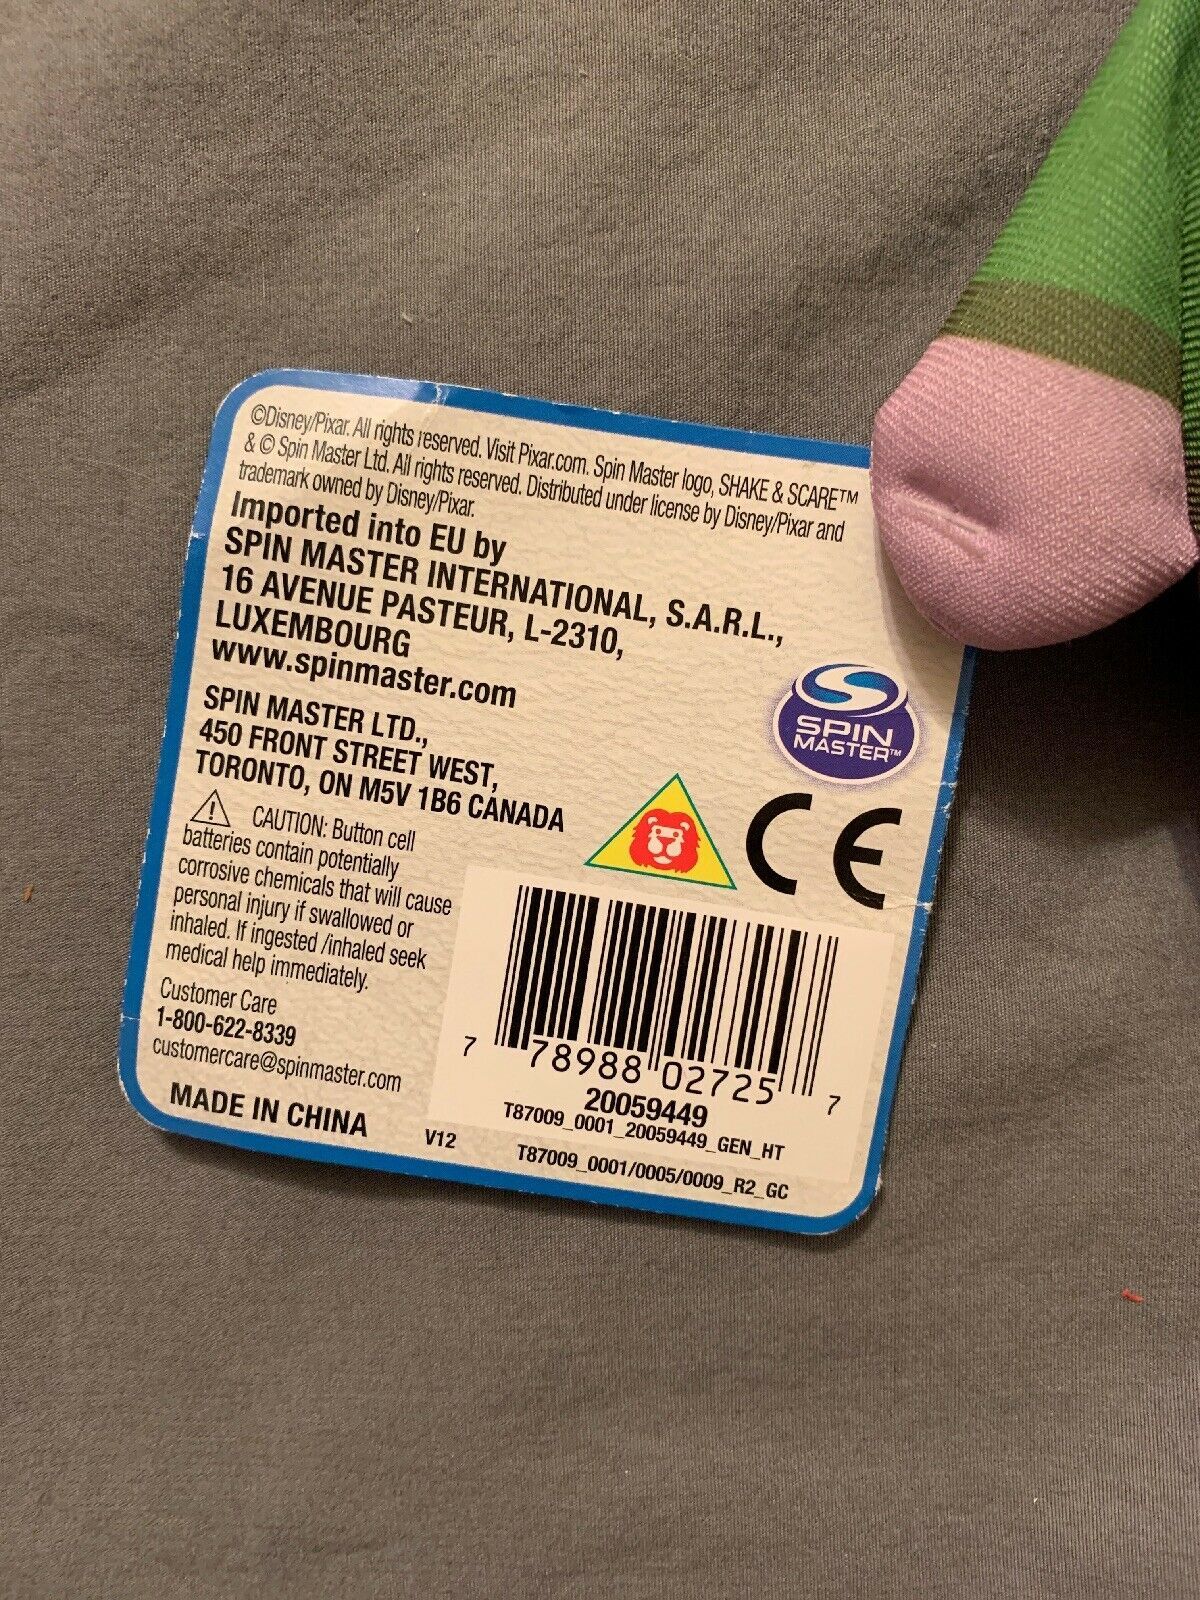 ©Disney/Pixar. All rights reserved. Visit Pixar.com. Spin Master logo, SHAKE & SCARE™
& © Spin Master Ltd. All rights reserved. Distributed under license by Disney/Pixar and
trademark owned by Disney/Pixar.
Imported into EU by
SPIN MASTER INTERNATIONAL, S.A.R.L.,
16 AVENUE PASTEUR, L-2310,
LUXEMBOURG
www.spinmaster.com
SPIN MASTER LTD.,
450 FRONT STREET WEST,
TORONTO, ON M5V 1B6 CANADA
SPIN
MASTER™
CE
CAUTION: Button cell
batteries contain potentially
corrosive chemicals that will cause
personal injury if swallowed or
inhaled. If ingested /inhaled seek
medical help immediately.
Customer Care
1-800-622-8339
customercare@spinmaster.com
MADE IN CHINA
V12
7 78988 02725 7
20059449
T87009_0001_20059449_GEN_HT
T87009_0001/0005/0009_R2_GC